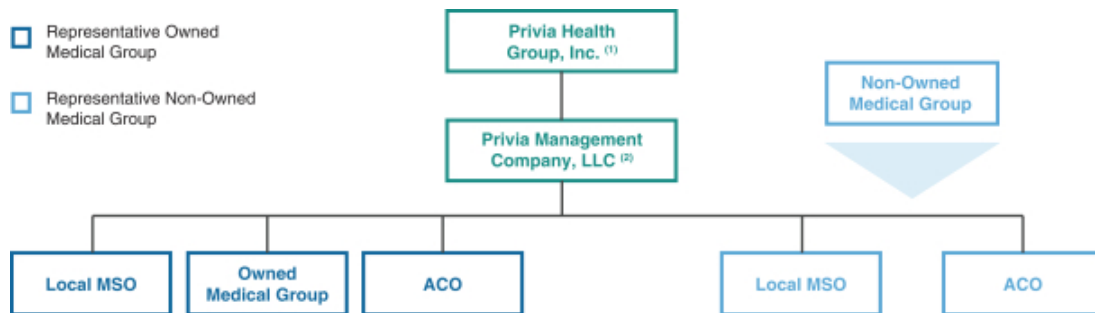 Representative Owned
Medical Group
Representative Non-Owned
Medical Group
Privia Health
Group, Inc. (1)
Non-Owned
Medical Group
Privia Management
Company, LLC (2)
Local MSO
Owned
Medical Group
ACO
Local MSO
ACO